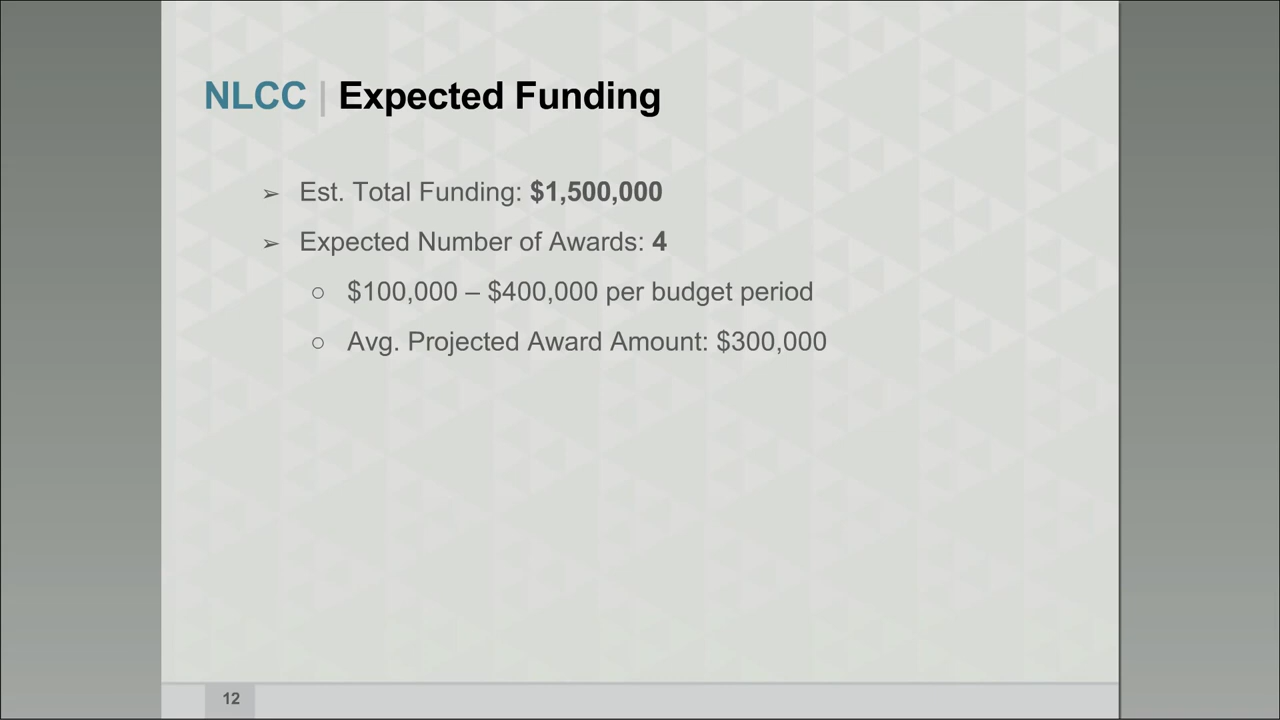 NLCC | Expected Funding
➢ Est. Total Funding: $1,500,000
➢ Expected Number of Awards: 4
○ $100,000 – $400,000 per budget period
○ Avg. Projected Award Amount: $300,000
12